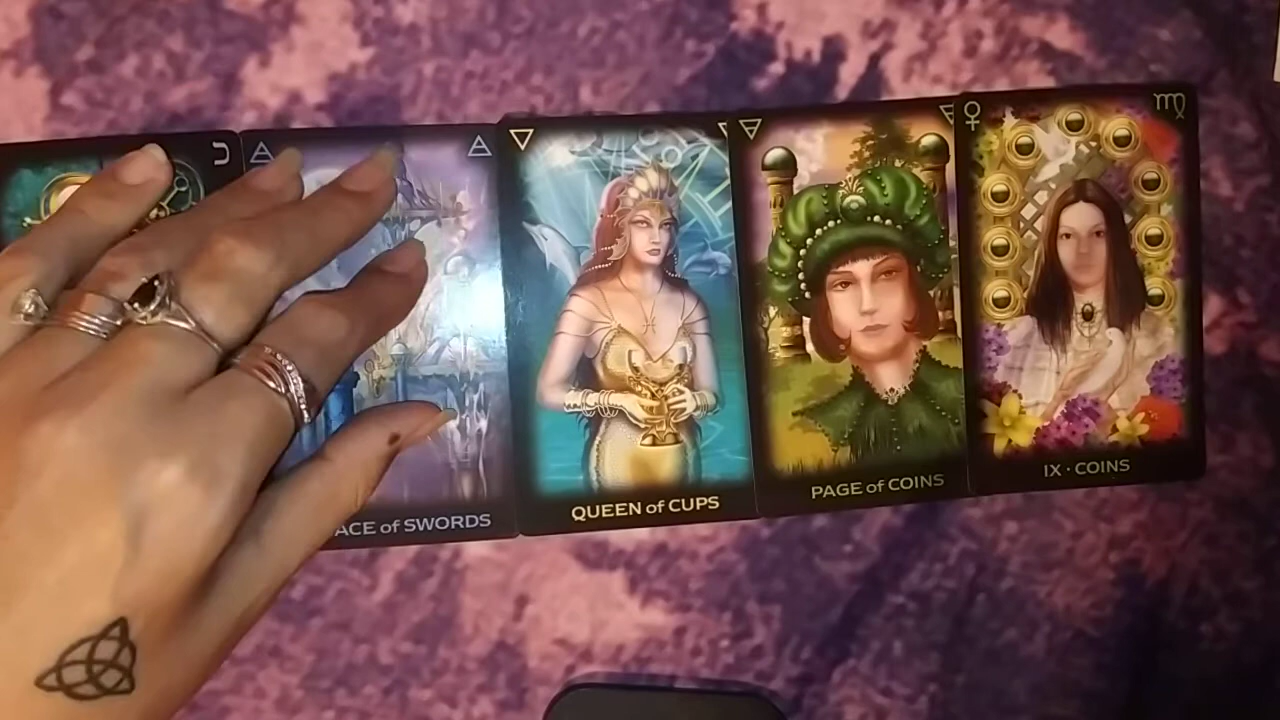 ACE of SWORDS
QUEEN of CUPS
PAGE of COINS
IX · COINS